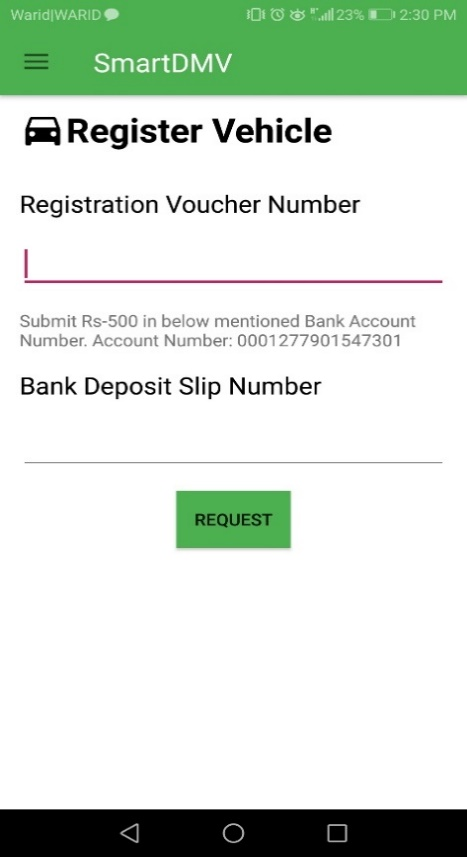 Warid|WARID 23% 2:30 PM
SmartDMV
Register Vehicle
Registration Voucher Number
Submit Rs-500 in below mentioned Bank Account
Number. Account Number: 0001277901547301
Bank Deposit Slip Number
REQUEST